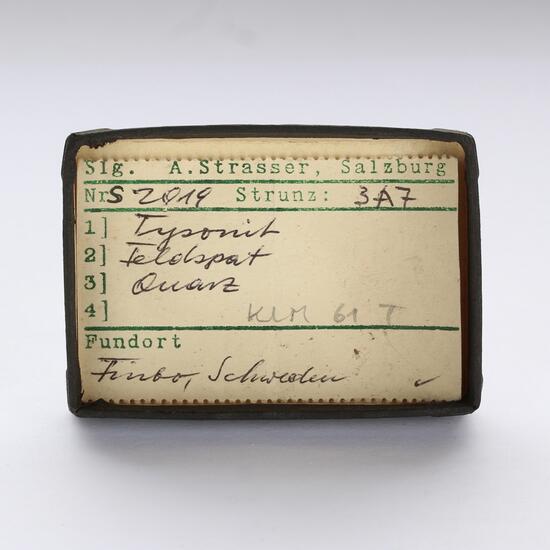 Slg. A.Strasser, Salzburg
Nr. S 2019 Strunz: 3A7
1] Tysonit
2] Feldspat
3] Quarz
4] KLM 61 T
Fundort
Finbo, Schweden ✓